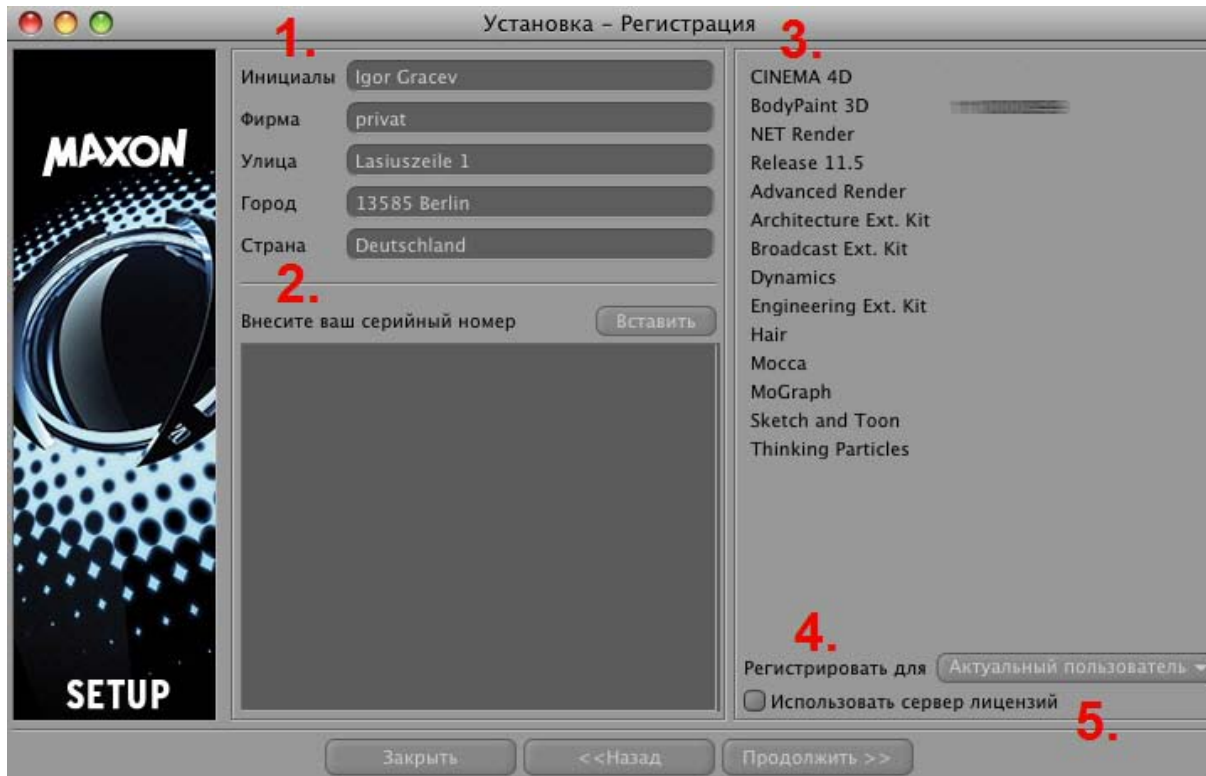 Установка – Регистрация
MAXON
SETUP
1.
Инициалы Igor Gracev
Фирма privat
Улица Lasiuszeile 1
Город 13585 Berlin
Страна Deutschland
2.
Внесите ваш серийный номер Вставить
3.
CINEMA 4D
BodyPaint 3D
NET Render
Release 11.5
Advanced Render
Architecture Ext. Kit
Broadcast Ext. Kit
Dynamics
Engineering Ext. Kit
Hair
Mocca
MoGraph
Sketch and Toon
Thinking Particles
4.
Регистрировать для Актуальный пользователь
Использовать сервер лицензий
5.
Закрыть <<Назад Продолжить >>